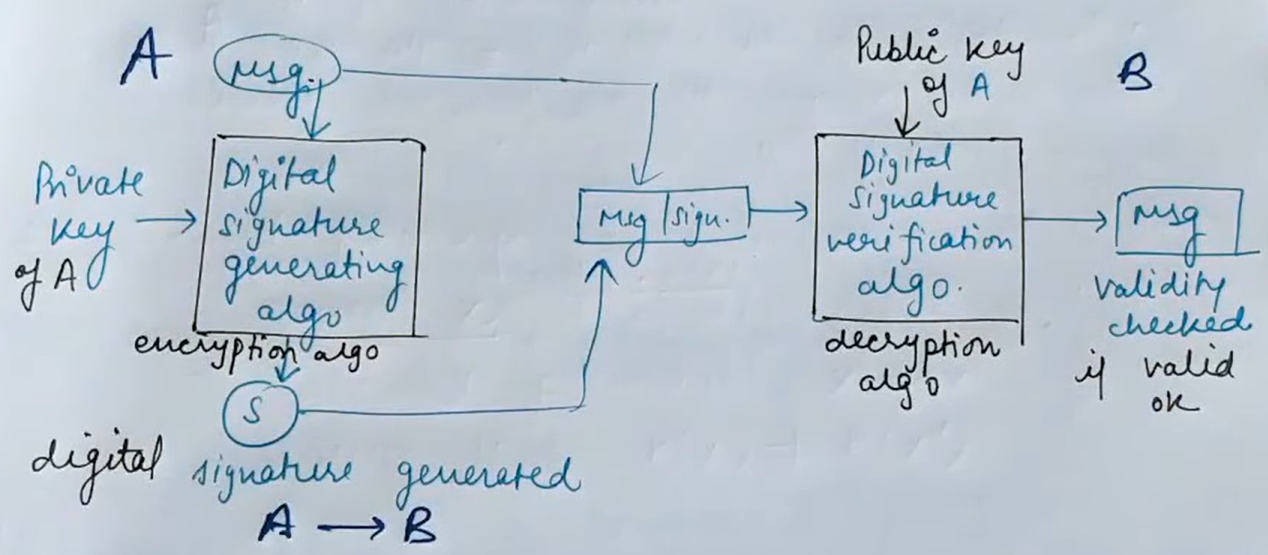 A
Msg.
Private
Key
of A
Digital
signature
generating
algo
encryption algo
S
digital signature generated
A → B
Msg | Sign.
Public Key
of A
B
Digital
signature
verification
algo.
decryption
algo
Msg
validity
checked
if valid
ok